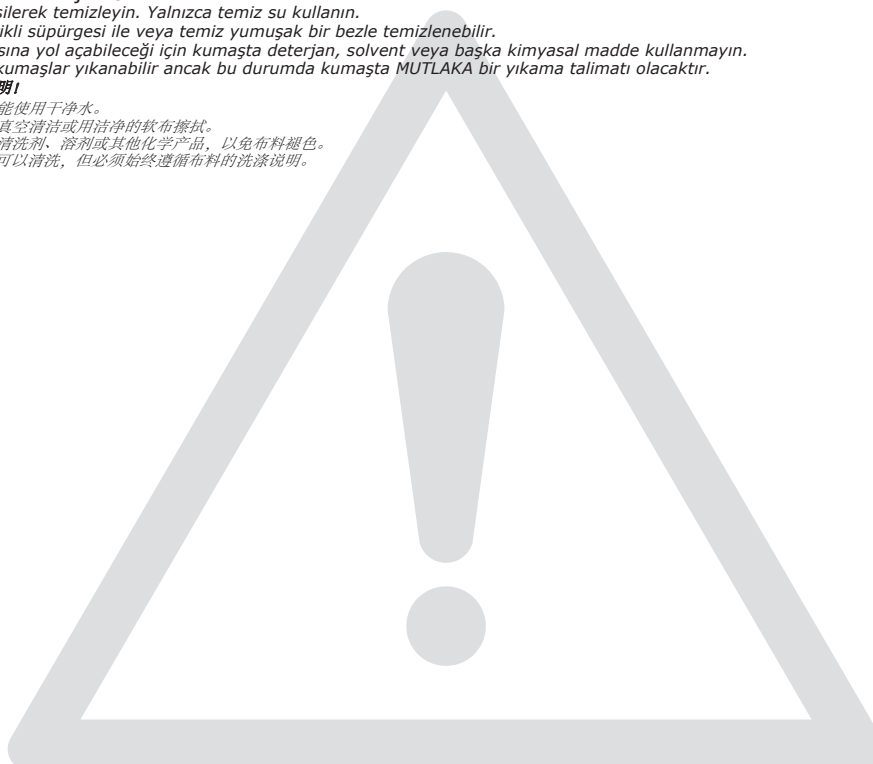 silerek temizleyin. Yalnızca temiz su kullanın.
ikli süpürgesi ile veya temiz yumuşak bir bezle temizlenebilir.
sına yol açabileceği için kumaşta deterjan, solvent veya başka kimyasal madde kullanmayın.
kumaşlar yıkanabilir ancak bu durumda kumaşta MUTLAKA bir yıkama talimatı olacaktır.
明!
能使用干净水。
真空清洁或用洁净的软布擦拭。
清洗剂、溶剂或其他化学产品，以免布料褪色。
可以清洗，但必须始终遵循布料的洗涤说明。